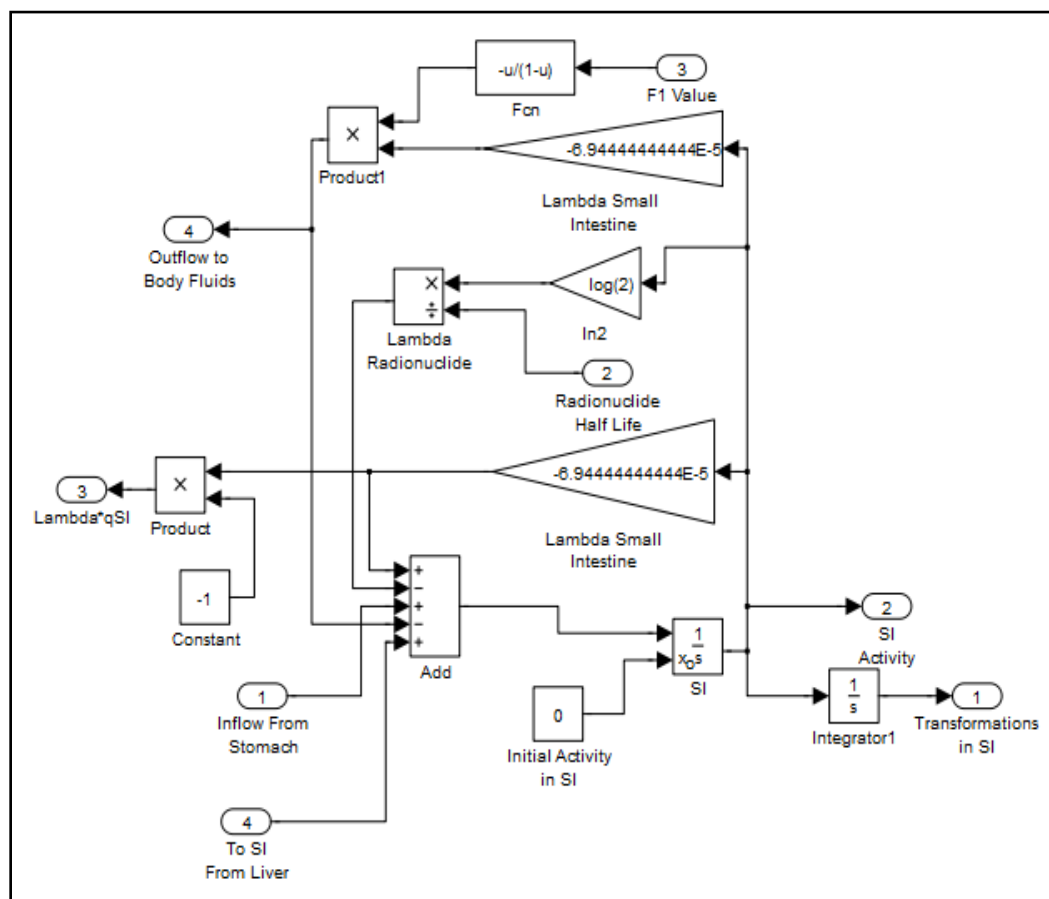 -u/(1-u)
Fcn
3
F1 Value
×
Product1
-6.94444444444E-5
Lambda Small
Intestine
4
Outflow to
Body Fluids
×
÷
Lambda
Radionuclide
log(2)
In2
2
Radionuclide
Half Life
-6.94444444444E-5
Lambda Small
Intestine
3
Lambda*qSI
×
Product
-1
Constant
+
−
+
−
+
Add
1
Inflow From
Stomach
0
Initial Activity
in SI
1
xo s
SI
2
SI
Activity
1
s
Integrator1
1
Transformations
in SI
4
To SI
From Liver